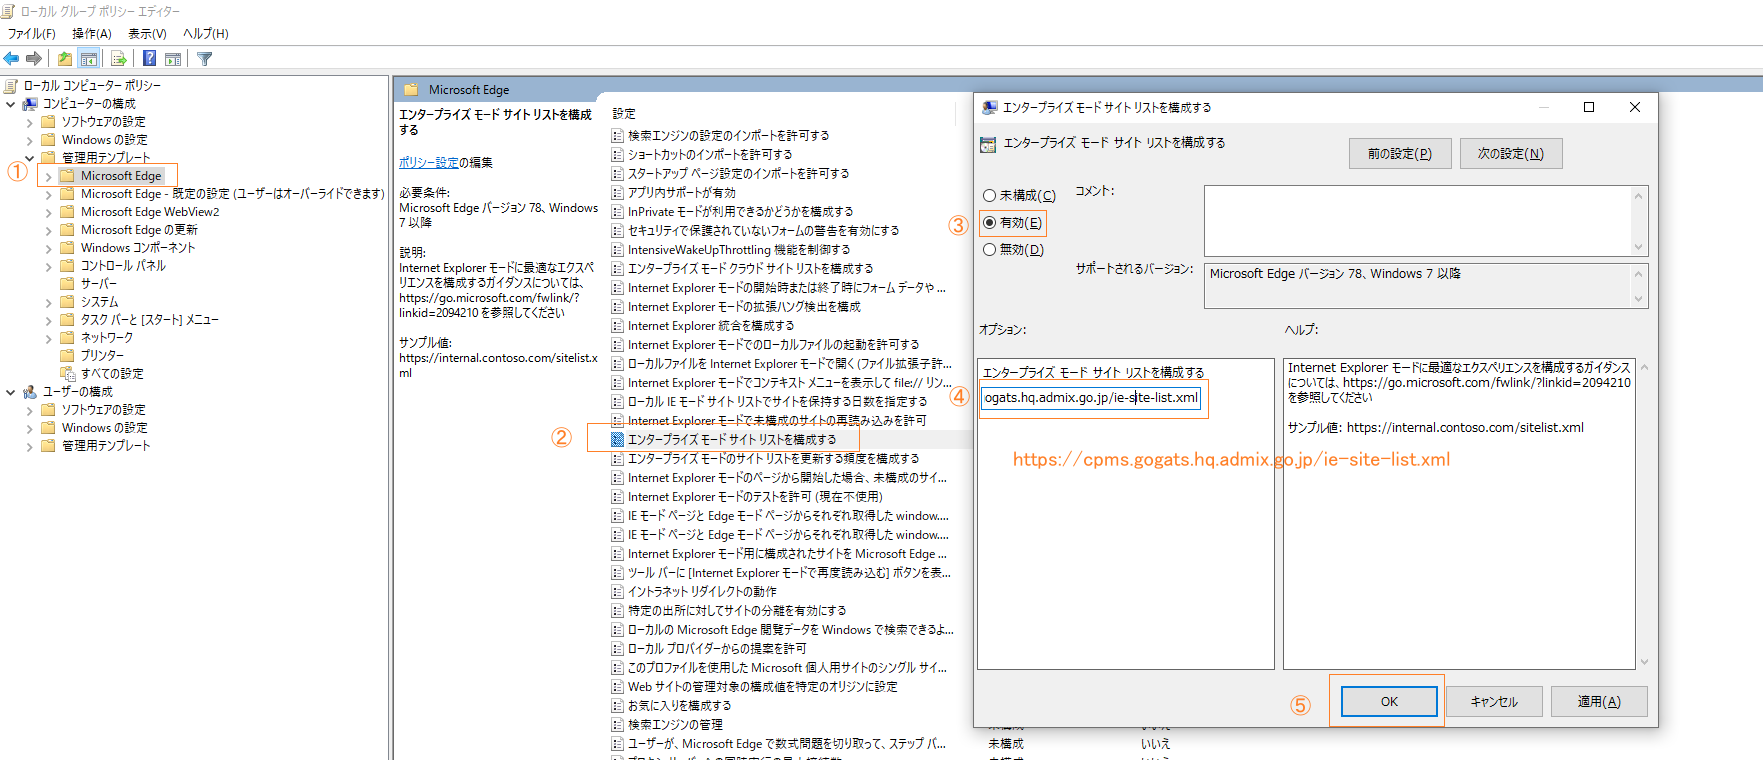 ローカル グループ ポリシー エディター
ファイル(F) 操作(A) 表示(V) ヘルプ(H)
ローカル コンピューター ポリシー
コンピューターの構成
ソフトウェアの設定
Windows の設定
管理用テンプレート
①
Microsoft Edge
Microsoft Edge - 既定の設定 (ユーザーはオーバーライドできます)
Microsoft Edge WebView2
Microsoft Edge の更新
Windows コンポーネント
コントロール パネル
サーバー
システム
タスク バーと [スタート] メニュー
ネットワーク
プリンター
すべての設定
ユーザーの構成
ソフトウェアの設定
Windows の設定
管理用テンプレート
Microsoft Edge
エンタープライズ モード サイト リストを構成
する
ポリシー設定の編集
必要条件:
Microsoft Edge バージョン 78、Windows
7 以降
説明:
Internet Explorer モードに最適なエクスペ
リエンスを構成するガイダンスについては、
https://go.microsoft.com/fwlink/?
linkid=2094210 を参照してください
サンプル値:
https://internal.contoso.com/sitelist.x
ml
設定
検索エンジンの設定のインポートを許可する
ショートカットのインポートを許可する
スタートアップ ページ設定のインポートを許可する
アプリ内サポートが有効
InPrivate モードが利用できるかどうかを構成する
セキュリティで保護されていないフォームの警告を有効にする
IntensiveWakeUpThrottling 機能を制御する
エンタープライズ モード クラウド サイト リストを構成する
Internet Explorer モードの開始時または終了時にフォーム データや ...
Internet Explorer モードの拡張ハング検出を構成
Internet Explorer 統合を構成する
Internet Explorer モードでのローカルファイルの起動を許可する
ローカルファイルを Internet Explorer モードで開く(ファイル拡張子許...
Internet Explorer モードでコンテキスト メニューを表示して file:// リン...
ローカル IE モード サイト リストでサイトを保持する日数を指定する
Internet Explorer モードで未構成のサイトの再読み込みを許可
②
エンタープライズ モード サイト リストを構成する
エンタープライズ モードのサイト リストを更新する頻度を構成する
Internet Explorer モードのページから開始した場合、未構成のサイ...
Internet Explorer モードのテストを許可 (現在不使用)
IE モード ページと Edge モード ページからそれぞれ取得した window....
IE モード ページと Edge モード ページからそれぞれ取得した window....
Internet Explorer モード用に構成されたサイトを Microsoft Edge ...
ツール バーに [Internet Explorer モードで再度読み込む] ボタンを表...
イントラネット リダイレクトの動作
特定の出所に対してサイトの分離を有効にする
ローカルの Microsoft Edge 閲覧データを Windows で検索できるよ...
ローカル プロバイダーからの提案を許可
このプロファイルを使用した Microsoft 個人用サイトのシングル サイ...
Web サイトの管理対象の構成値を特定のオリジンに設定
お気に入りを構成する
検索エンジンの管理
ユーザーが、Microsoft Edge で数式問題を切り取って、ステップ バ... 未構成 いいえ
エンタープライズ モード サイト リストを構成する
エンタープライズ モード サイト リストを構成する
前の設定(P) 次の設定(N)
未構成(C)
③
有効(E)
無効(D)
コメント:
サポートされるバージョン:
Microsoft Edge バージョン 78、Windows 7 以降
オプション:
ヘルプ:
エンタープライズ モード サイト リストを構成する
④
ogats.hq.admix.go.jp/ie-site-list.xml
Internet Explorer モードに最適なエクスペリエンスを構成するガイダンス
については、https://go.microsoft.com/fwlink/?linkid=2094210
を参照してください
サンプル値: https://internal.contoso.com/sitelist.xml
https://cpms.gogats.hq.admix.go.jp/ie-site-list.xml
⑤
OK キャンセル 適用(A)